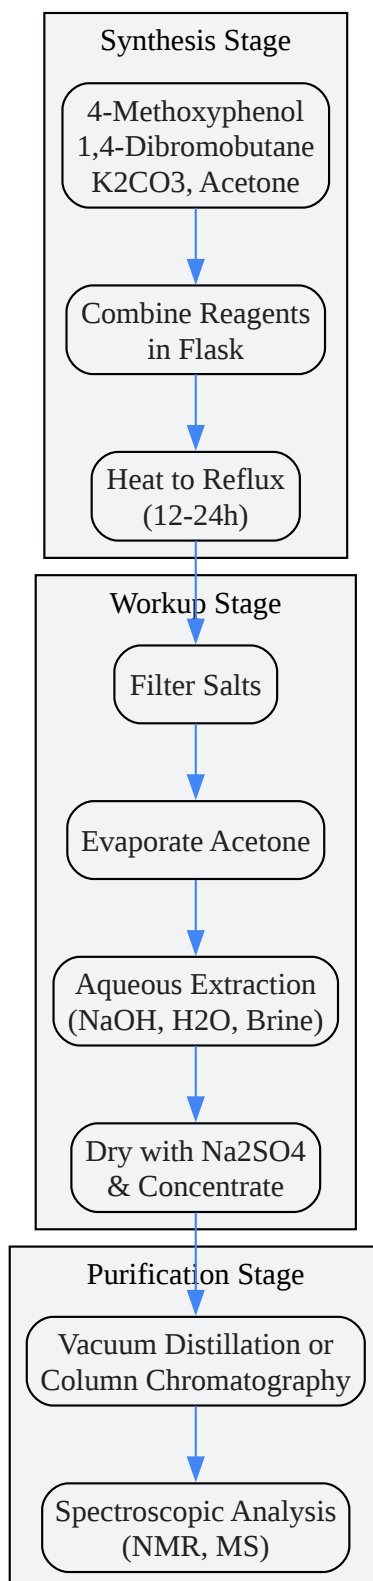 Synthesis Stage
4-Methoxyphenol
1,4-Dibromobutane
K2CO3, Acetone
Combine Reagents
in Flask
Heat to Reflux
(12-24h)
Workup Stage
Filter Salts
Evaporate Acetone
Aqueous Extraction
(NaOH, H2O, Brine)
Dry with Na2SO4
& Concentrate
Purification Stage
Vacuum Distillation or
Column Chromatography
Spectroscopic Analysis
(NMR, MS)